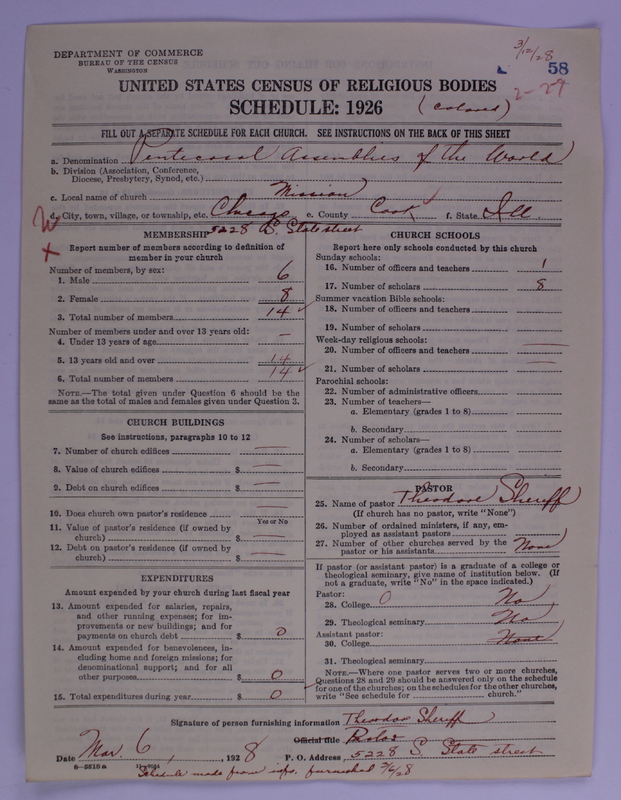 DEPARTMENT OF COMMERCE
BUREAU OF THE CENSUS
WASHINGTON
3/12/28
58
2-29
UNITED STATES CENSUS OF RELIGIOUS BODIES
SCHEDULE: 1926 (colored)
FILL OUT A SEPARATE SCHEDULE FOR EACH CHURCH. SEE INSTRUCTIONS ON THE BACK OF THIS SHEET
a. Denomination Pentecosal Assemblies of the World
b. Division (Association, Conference,
Diocese, Presbytery, Synod, etc.)
c. Local name of church Mission
d. City, town, village, or township, etc. Chicago e. County Cook f. State Ill.
5228 S. State street
MEMBERSHIP
Report number of members according to definition of
member in your church
Number of members, by sex:
1. Male 6
2. Female 8
3. Total number of members 14
Number of members under and over 13 years old:
4. Under 13 years of age —
5. 13 years old and over 14
6. Total number of members 14
NOTE.—The total given under Question 6 should be the
same as the total of males and females given under Question 3.
CHURCH BUILDINGS
See instructions, paragraphs 10 to 12
7. Number of church edifices —
8. Value of church edifices $ —
9. Debt on church edifices $ —
10. Does church own pastor's residence —
Yes or No
11. Value of pastor's residence (if owned by
church) $ —
12. Debt on pastor's residence (if owned by
church) $ —
EXPENDITURES
Amount expended by your church during last fiscal year
13. Amount expended for salaries, repairs,
and other running expenses; for im-
provements or new buildings; and for
payments on church debt $ 0
14. Amount expended for benevolences, in-
cluding home and foreign missions; for
denominational support; and for all
other purposes $ 0
15. Total expenditures during year $ 0
CHURCH SCHOOLS
Report here only schools conducted by this church
Sunday schools:
16. Number of officers and teachers 1
17. Number of scholars 8
Summer vacation Bible schools:
18. Number of officers and teachers
19. Number of scholars
Week-day religious schools:
20. Number of officers and teachers —
21. Number of scholars —
Parochial schools:
22. Number of administrative officers
23. Number of teachers—
a. Elementary (grades 1 to 8)
b. Secondary
24. Number of scholars—
a. Elementary (grades 1 to 8)
b. Secondary
PASTOR
25. Name of pastor Theodore Sheriff
(If church has no pastor, write "None")
26. Number of ordained ministers, if any, em-
ployed as assistant pastors
27. Number of other churches served by the
pastor or his assistants None
If pastor (or assistant pastor) is a graduate of a college or
theological seminary, give name of institution below. (If
not a graduate, write "No" in the space indicated.)
Pastor:
28. College 0 No
29. Theological seminary No
Assistant pastor:
30. College None
31. Theological seminary
NOTE.—Where one pastor serves two or more churches,
Questions 28 and 29 should be answered only on the schedule
for one of the churches; on the schedules for the other churches,
write "See schedule for church."
Signature of person furnishing information Theodor Sheriff
Official title
Date Mar. 6, 1928 P. O. Address 5228 S. State street
8-5518a
Schedule made from info. furnished 3/6/28